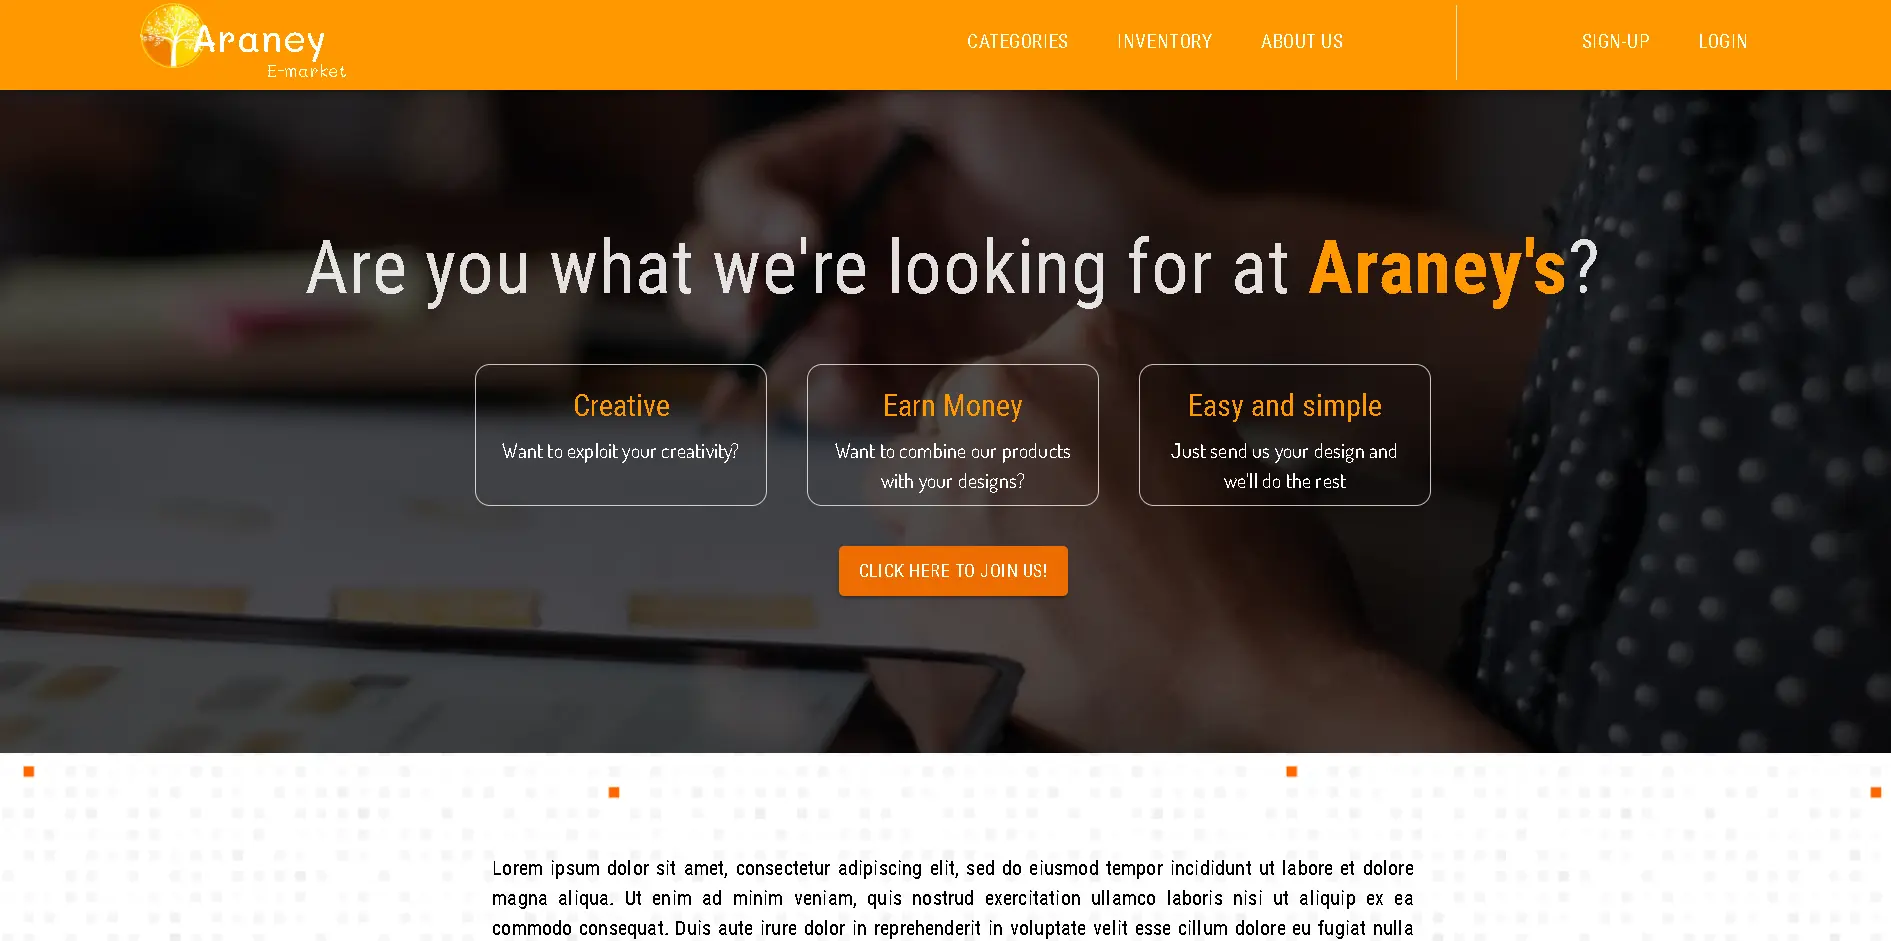 Araney
E-market
CATEGORIES
INVENTORY
ABOUT US
SIGN-UP
LOGIN
Are you what we're looking for at Araney's?
Creative
Want to exploit your creativity?
Earn Money
Want to combine our products
with your designs?
Easy and simple
Just send us your design and
we'll do the rest
CLICK HERE TO JOIN US!
Lorem ipsum dolor sit amet, consectetur adipiscing elit, sed do eiusmod tempor incididunt ut labore et dolore
magna aliqua. Ut enim ad minim veniam, quis nostrud exercitation ullamco laboris nisi ut aliquip ex ea
commodo consequat. Duis aute irure dolor in reprehenderit in voluptate velit esse cillum dolore eu fugiat nulla